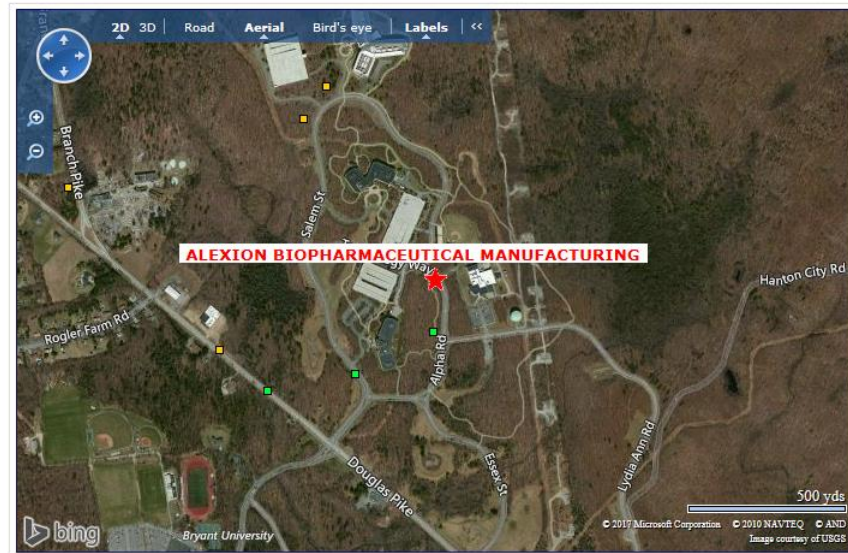 2D 3D | Road Aerial Bird's eye Labels <<
Branch Pike
Salem St
ALEXION BIOPHARMACEUTICAL MANUFACTURING
Way
Hanton City Rd
Rogler Farm Rd
Alpha Rd
Lydia Ann Rd
Essex St
Douglas Pike
500 yds
bing
Bryant University
© 2017 Microsoft Corporation © 2010 NAVTEQ © AND
Image courtesy of USGS